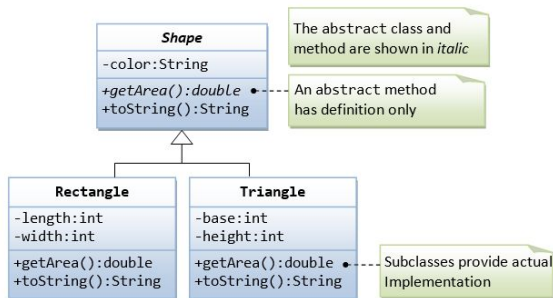 Shape
-color:String
+getArea():double
+toString():String
The abstract class and
method are shown in italic
An abstract method
has definition only
Rectangle
-length:int
-width:int
+getArea():double
+toString():String
Triangle
-base:int
-height:int
+getArea():double
+toString():String
Subclasses provide actual
Implementation